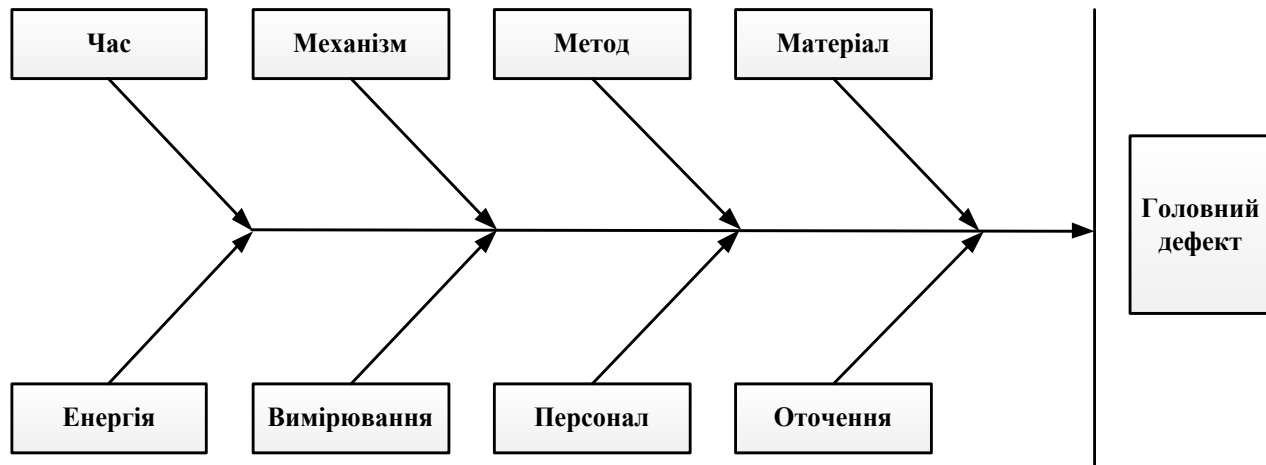 Час
Механізм
Метод
Матеріал
Головний
дефект
Енергія
Вимірювання
Персонал
Оточення